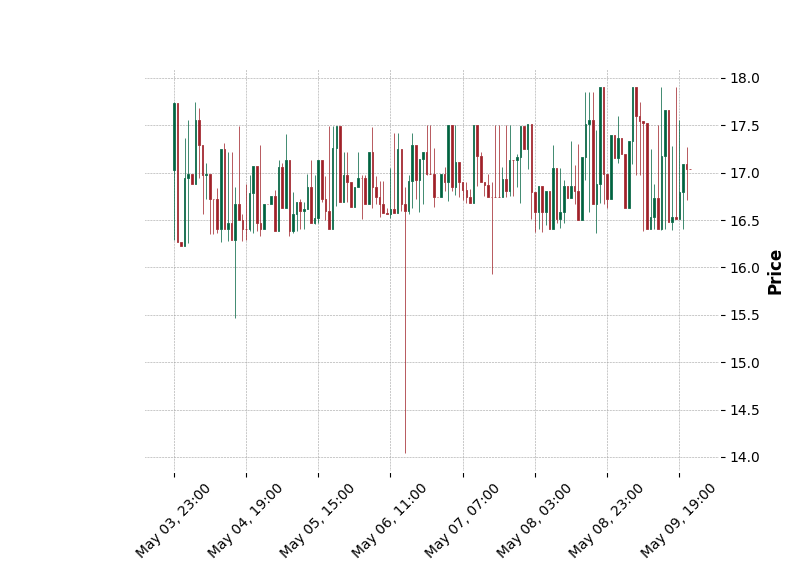 18.0
17.5
17.0
16.5
16.0
15.5
15.0
14.5
14.0
Price
May 03, 23:00
May 04, 19:00
May 05, 15:00
May 06, 11:00
May 07, 07:00
May 08, 03:00
May 08, 23:00
May 09, 19:00